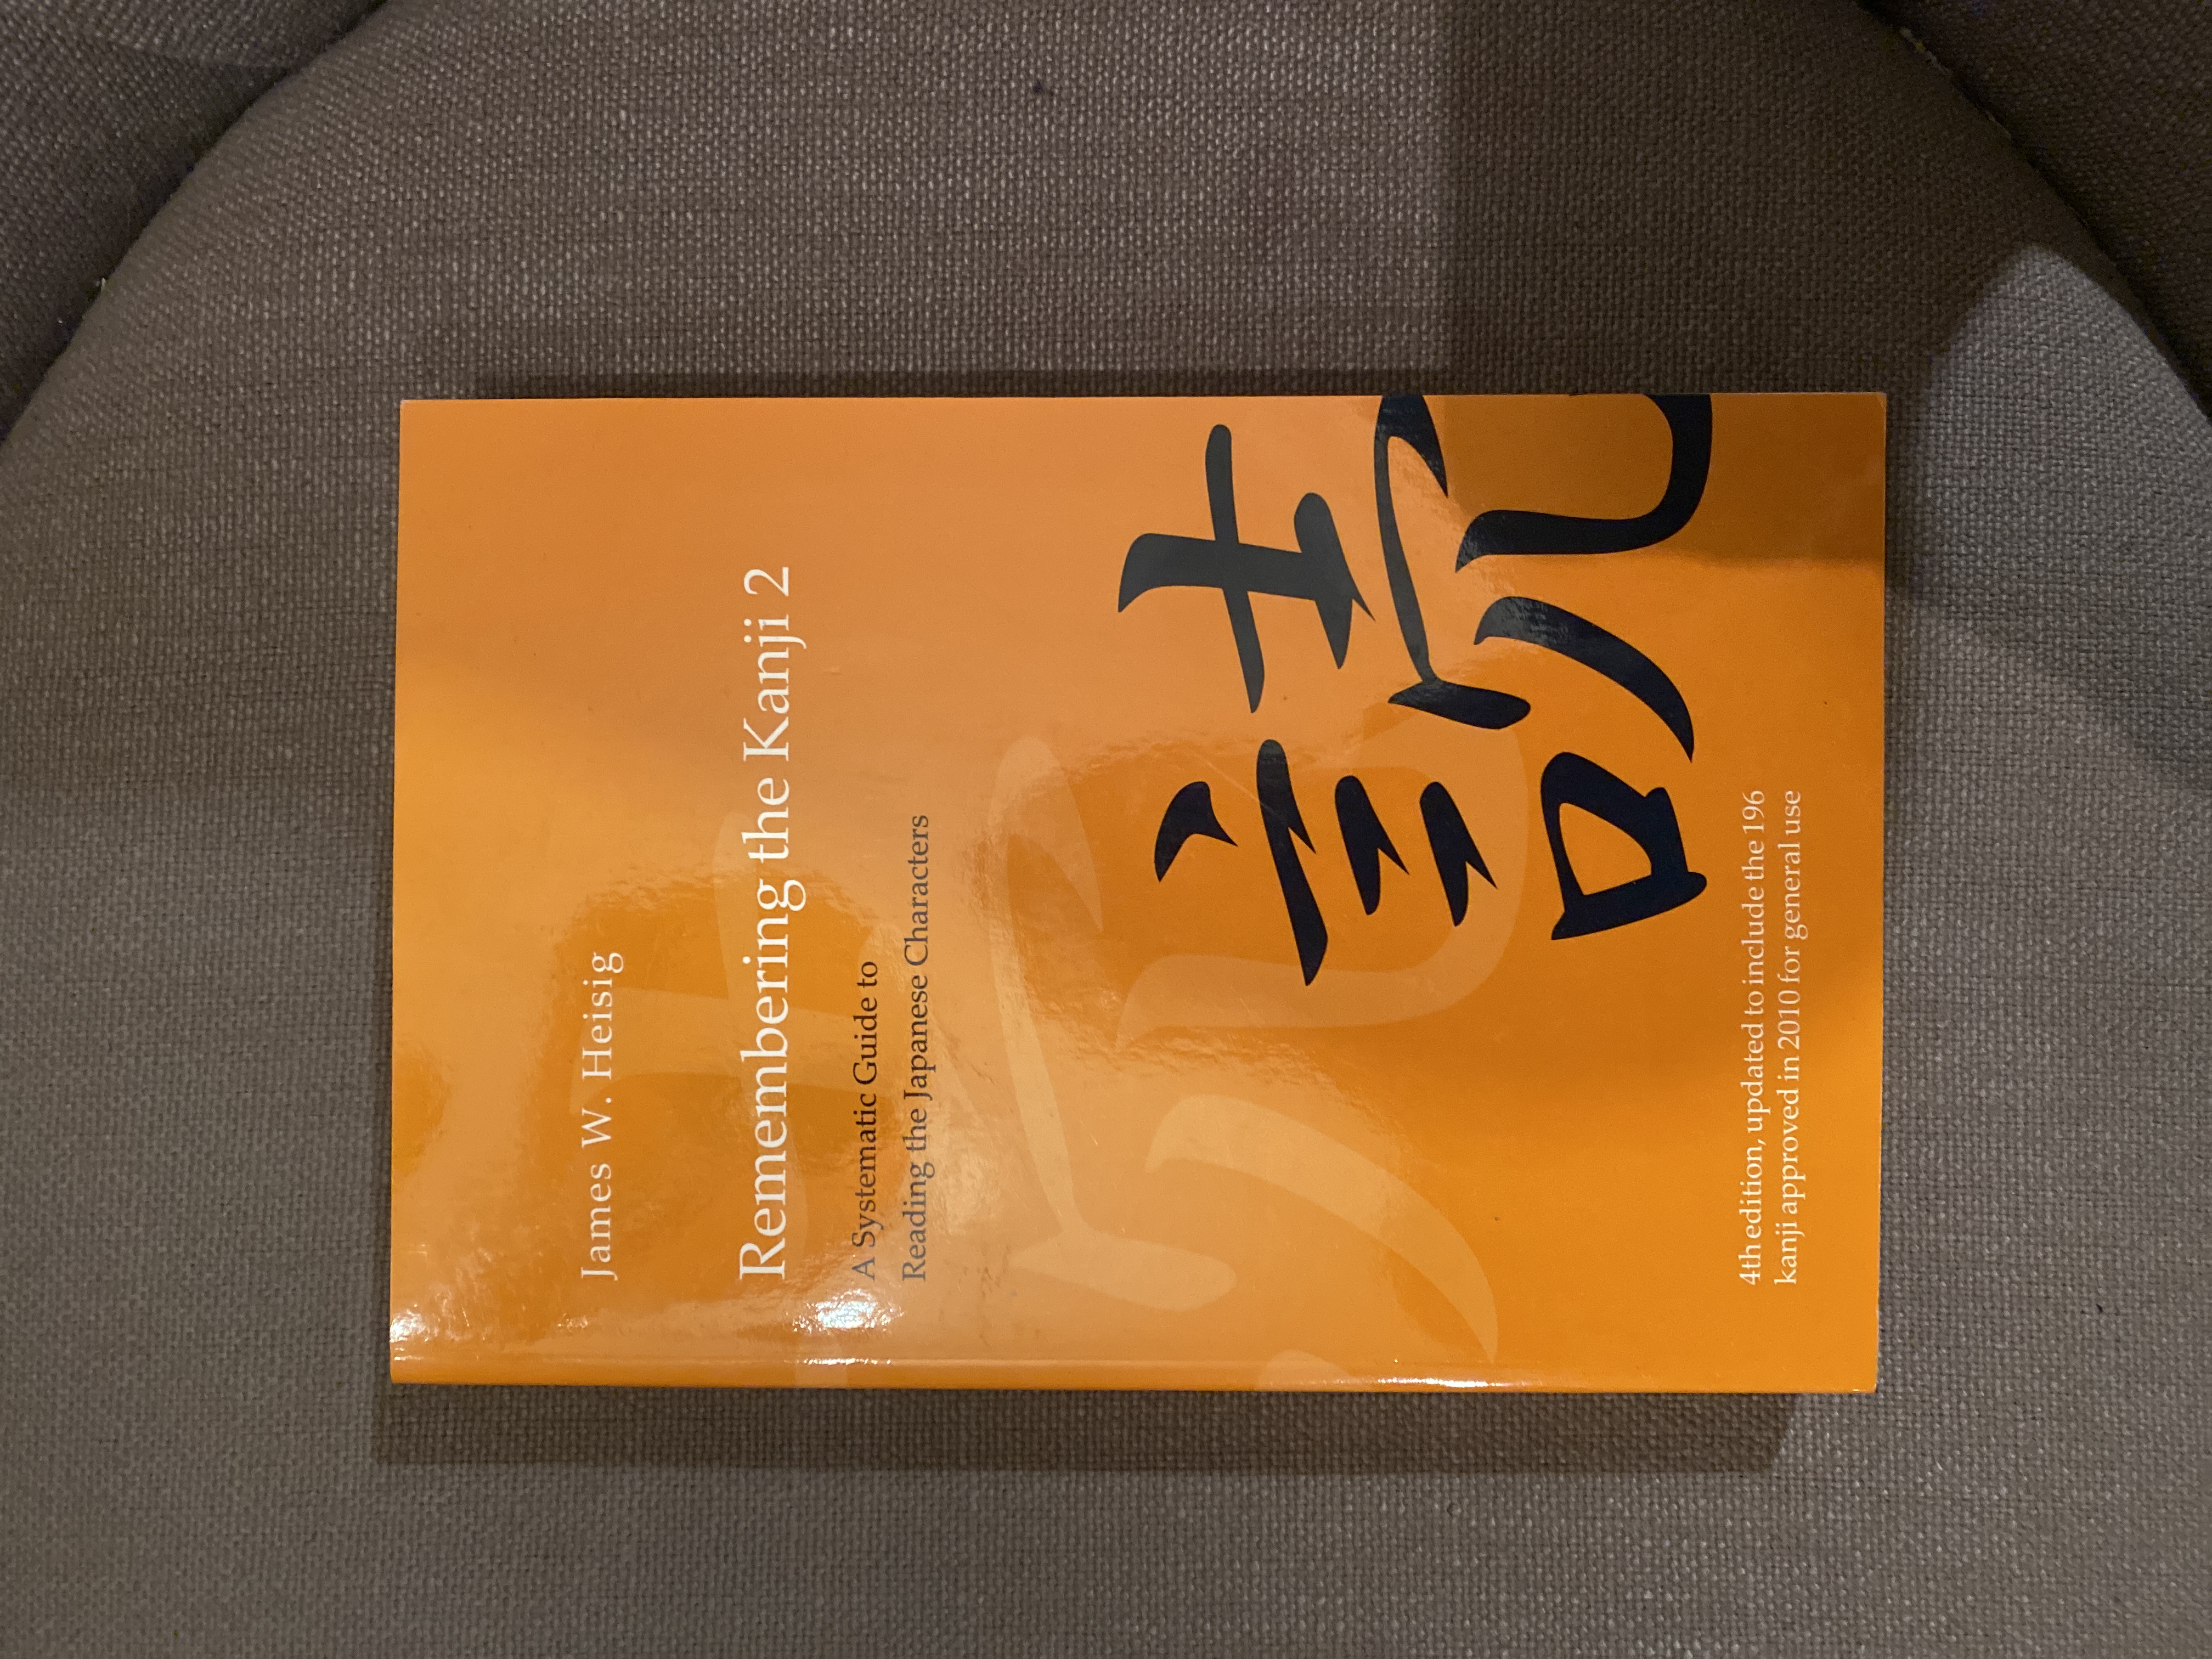 James W. Heisig
Remembering the Kanji 2
A Systematic Guide to
Reading the Japanese Characters
読
4th edition, updated to include the 196
kanji approved in 2010 for general use